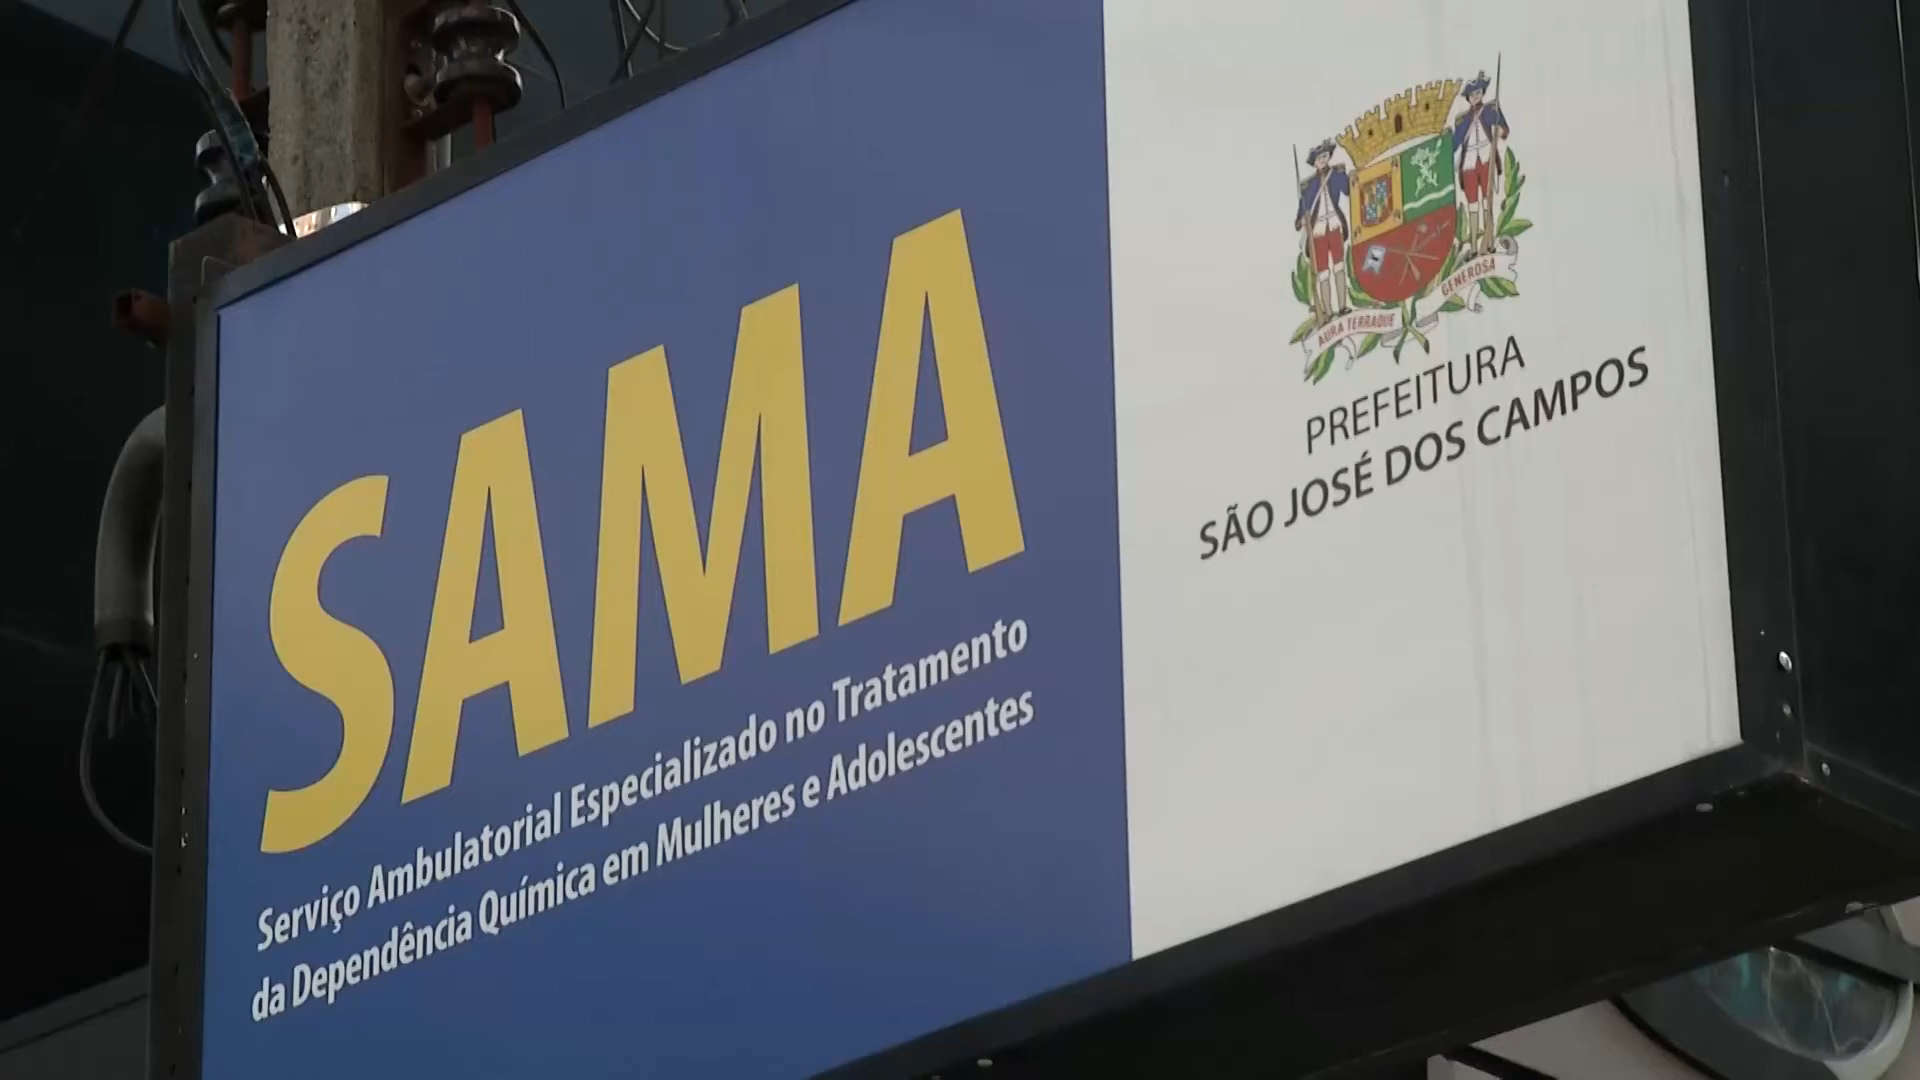 SAMA
Serviço Ambulatorial Especializado no Tratamento
da Dependência Química em Mulheres e Adolescentes
AURA TERRAQUE
GENEROSA
PREFEITURA
SÃO JOSÉ DOS CAMPOS